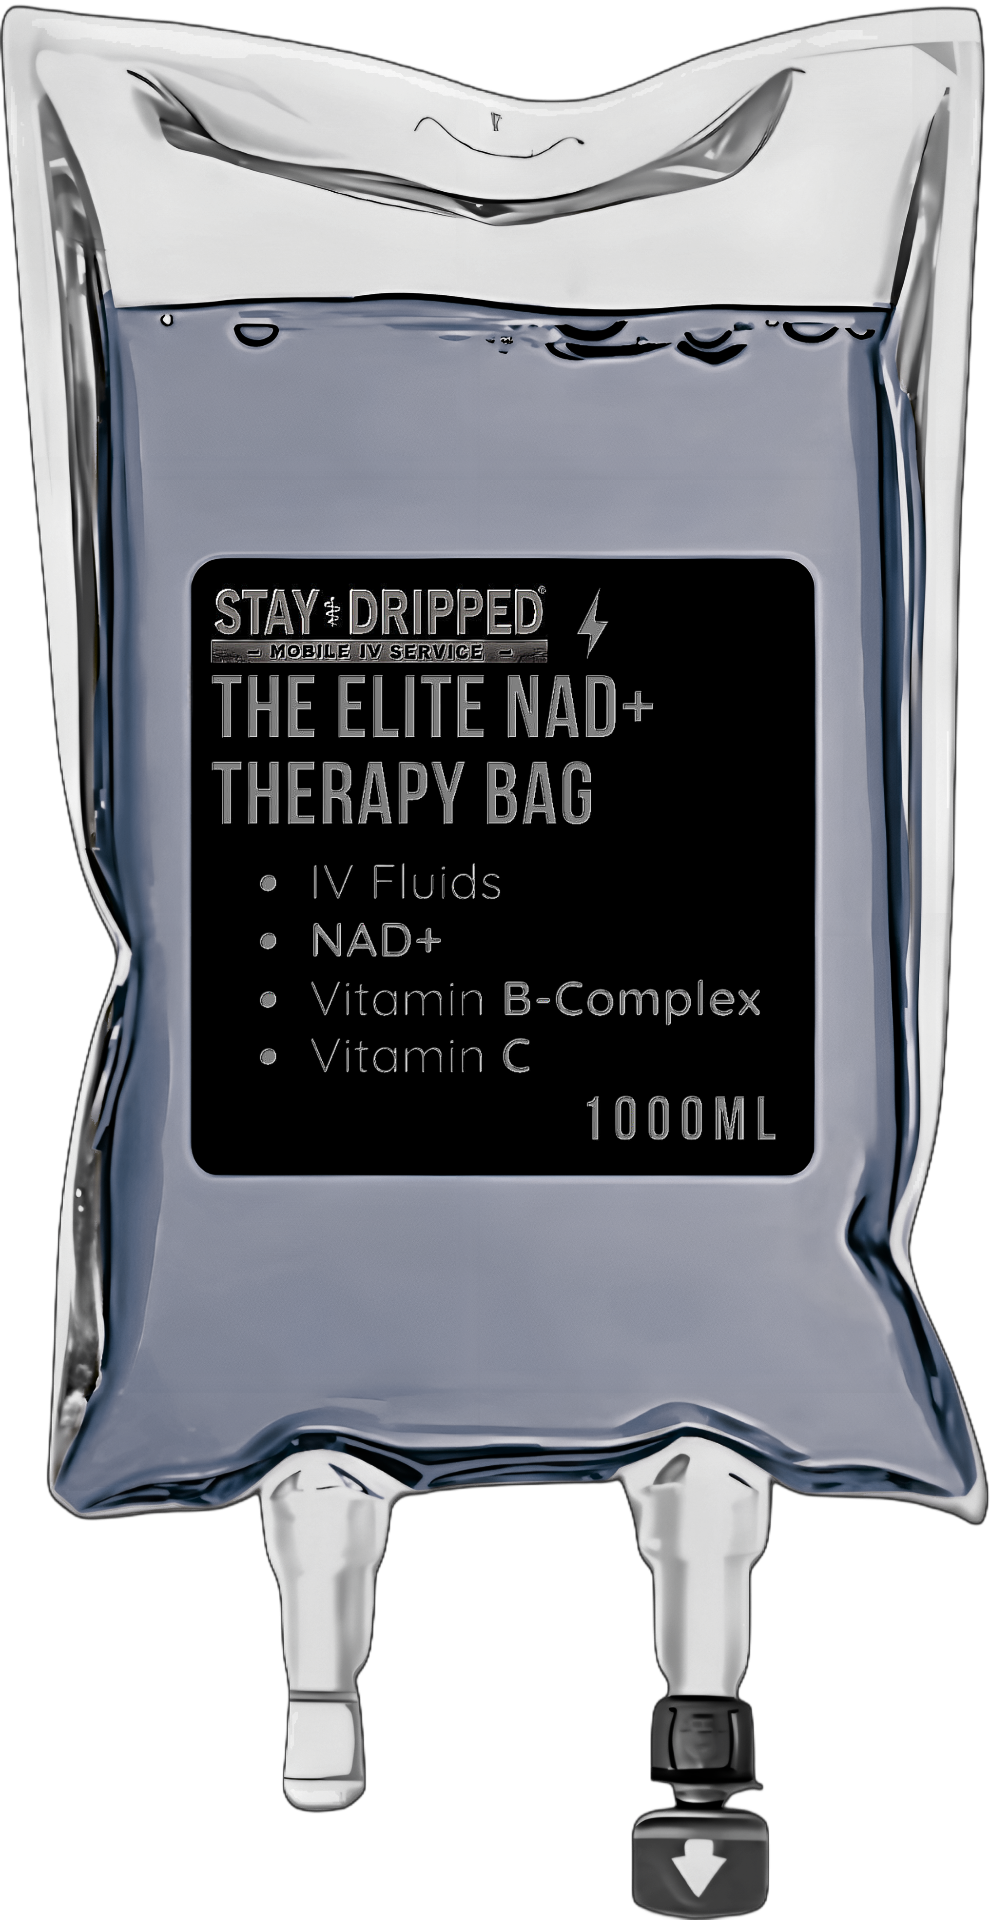 STAY DRIPPED®
- MOBILE IV SERVICE -
THE ELITE NAD+
THERAPY BAG
• IV Fluids
• NAD+
• Vitamin B-Complex
• Vitamin C
1000ML